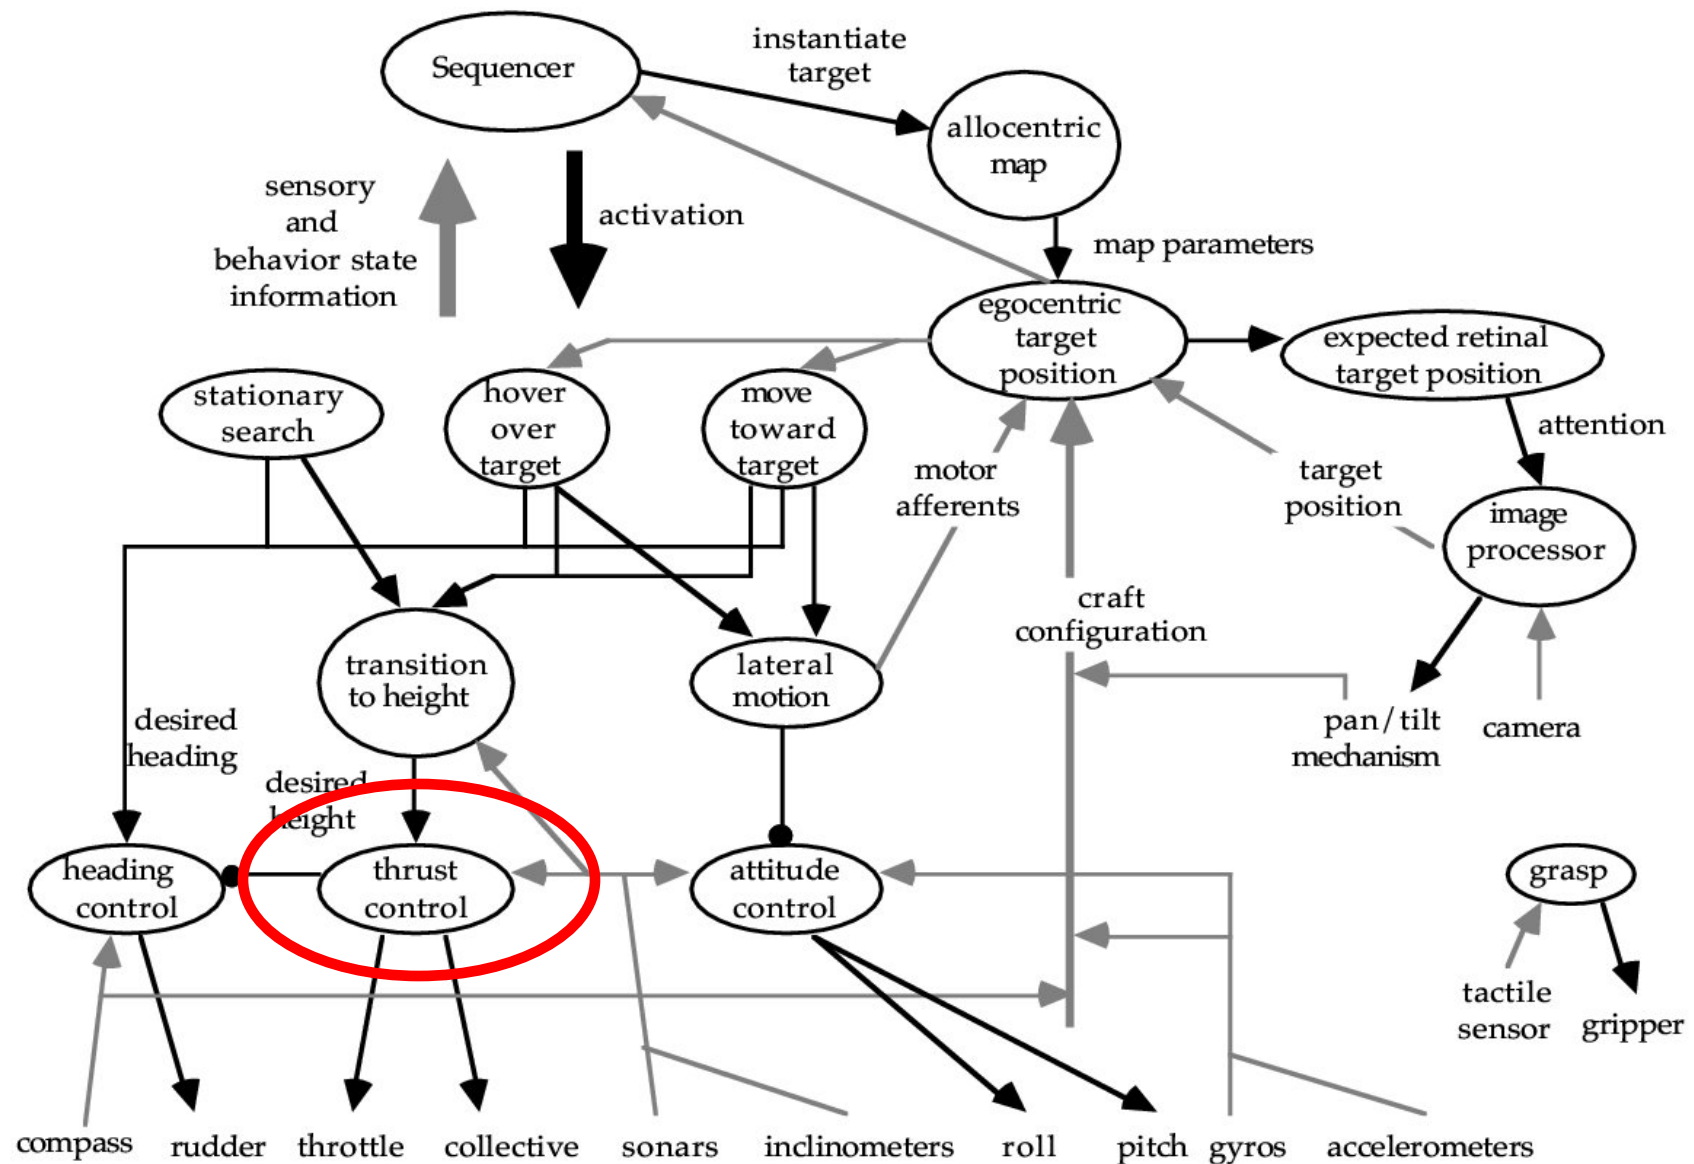 Sequencer
instantiate
target
allocentric
map
sensory
and
behavior state
information
activation
map parameters
egocentric
target
position
expected retinal
target position
stationary
search
hover
over
target
move
toward
target
attention
motor
afferents
target
position
image
processor
craft
configuration
transition
to height
lateral
motion
desired
heading
pan/tilt
mechanism
camera
desired
height
heading
control
thrust
control
attitude
control
grasp
tactile
sensor
gripper
compass
rudder
throttle
collective
sonars
inclinometers
roll
pitch
gyros
accelerometers